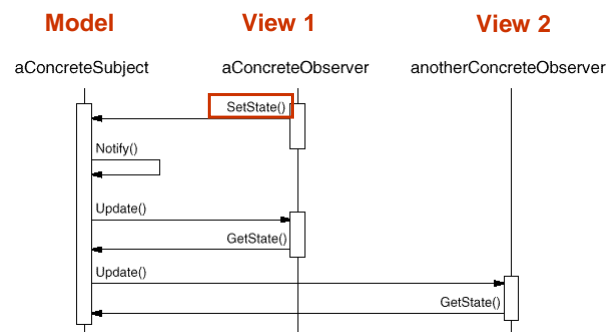 Model View 1 View 2
aConcreteSubject aConcreteObserver anotherConcreteObserver
SetState()
Notify()
Update()
GetState()
Update()
GetState()